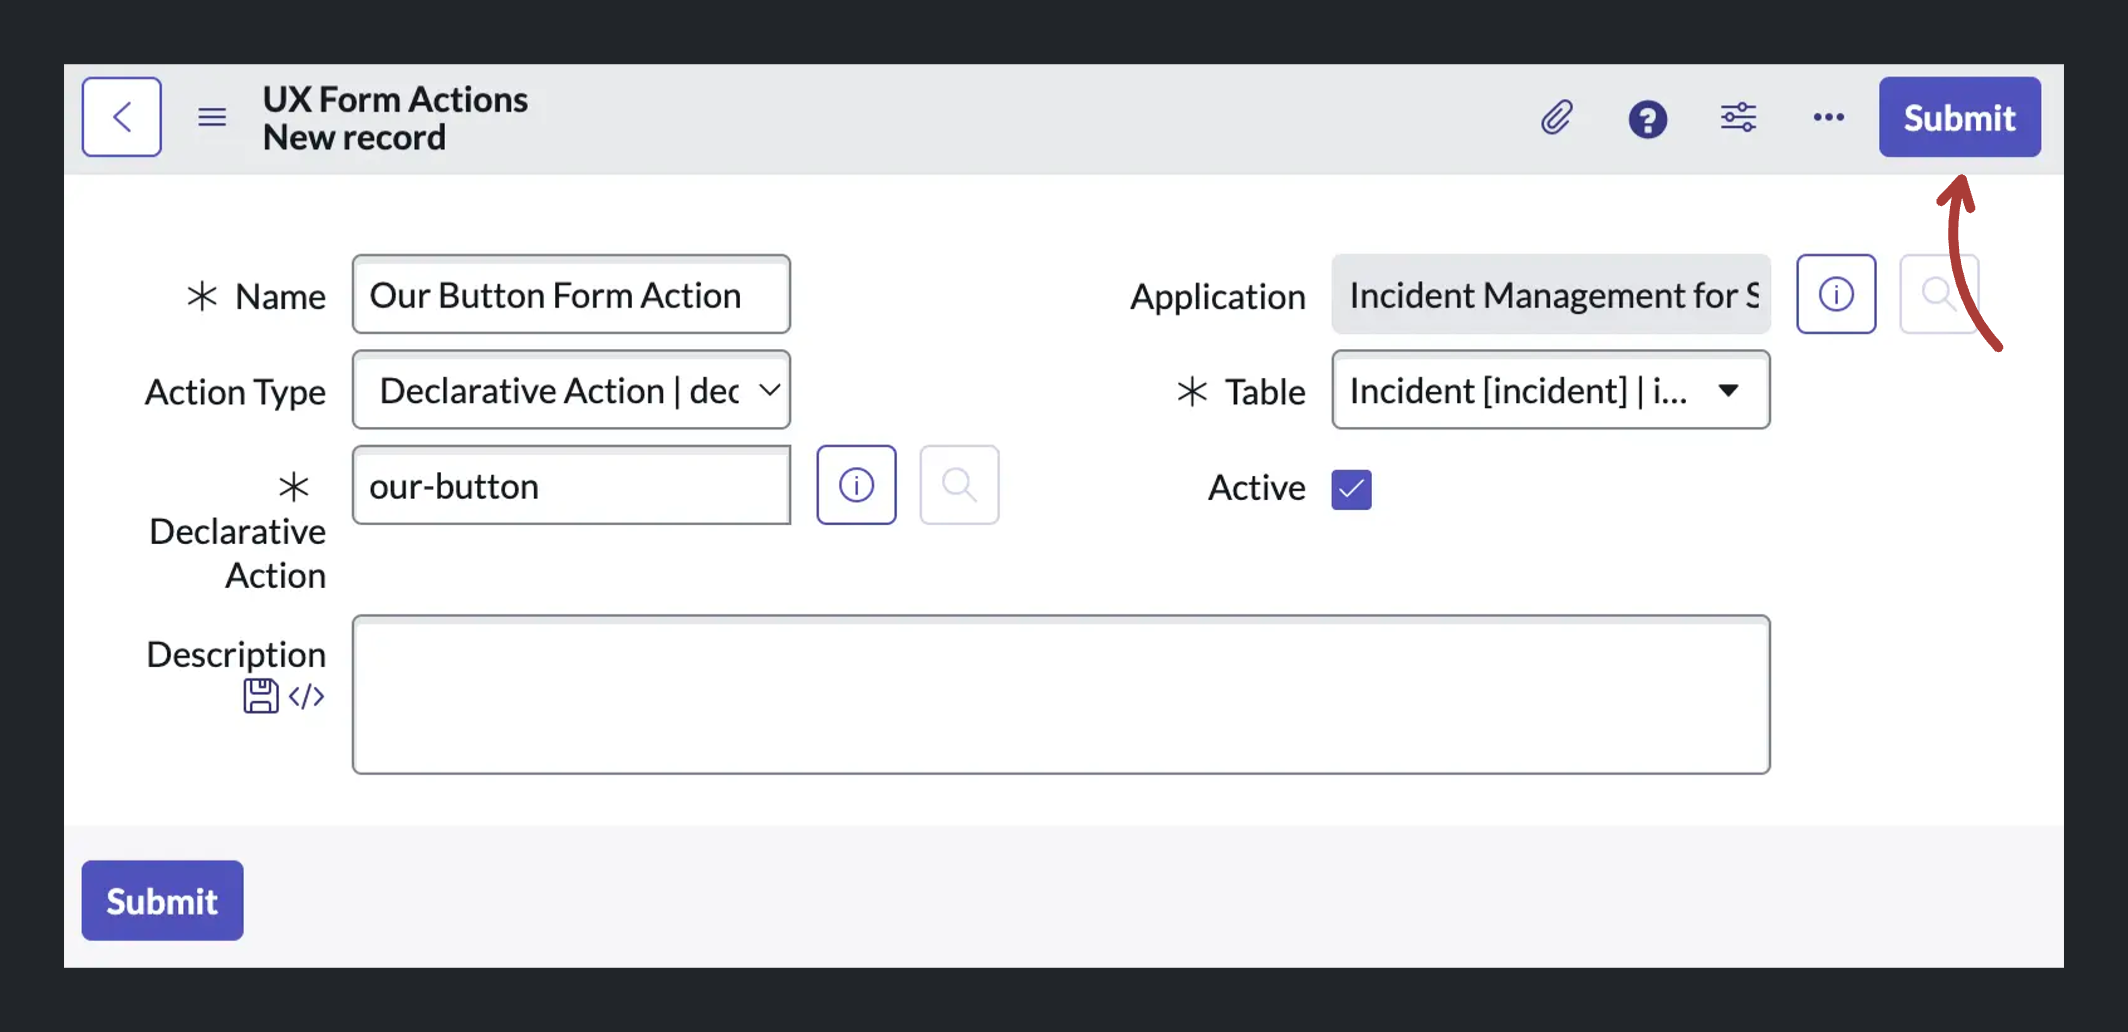 UX Form Actions
New record
Submit
Name
Our Button Form Action
Application
Incident Management for S
Action Type
Declarative Action | dec
Table
Incident [incident] | i...
Declarative
Action
our-button
Active
Description
Submit